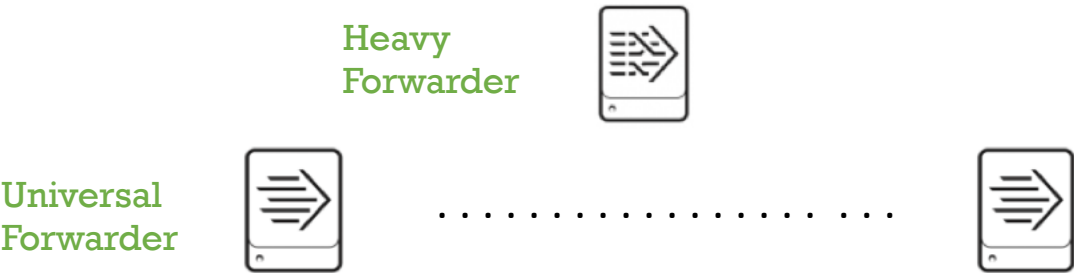 Heavy
Forwarder
Universal
Forwarder
. . . . . . . . . . . . . . . . . . .